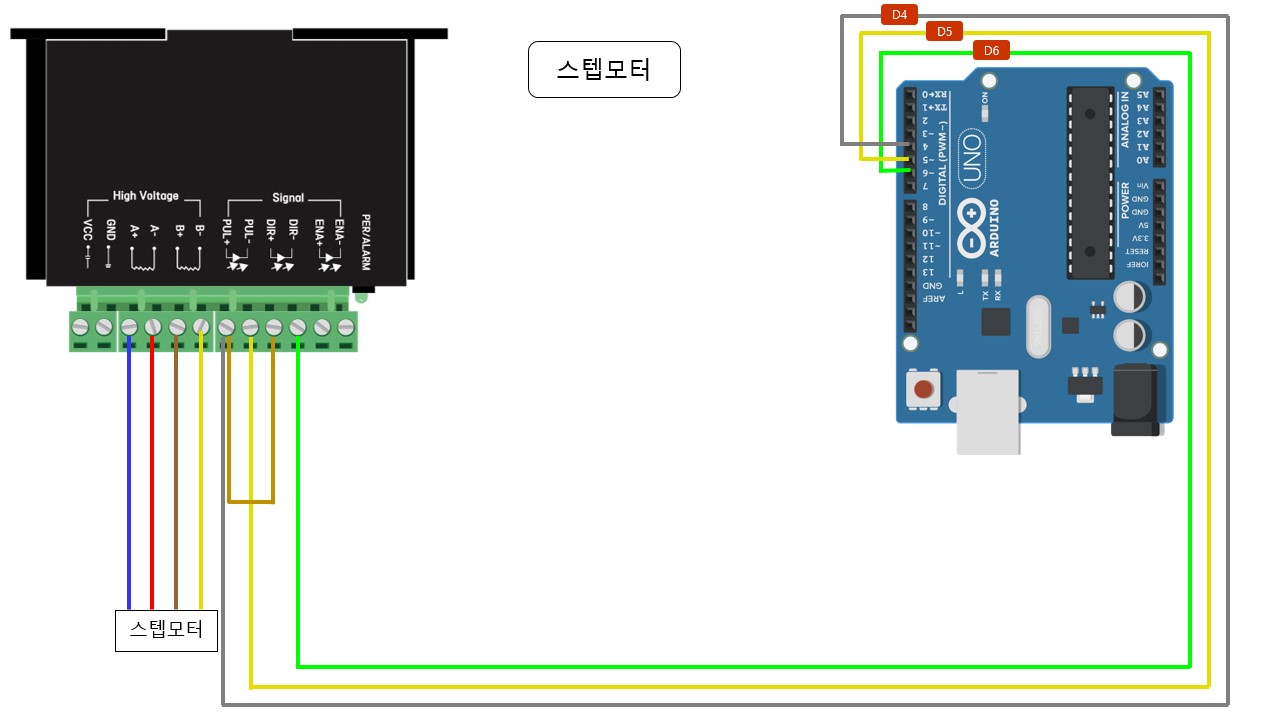 D4
D5
D6
스텝모터
High Voltage
Signal
VCC
GND
A+
A-
B+
B-
PUL+
PUL-
DIR+
DIR-
ENA+
ENA-
PER/ALARM
스텝모터
RX←0
TX→1
2
~3
4
~5
~6
7
8
~9
~10
~11
12
13
GND
AREF
DIGITAL (PWM~)
ON
UNO
ARDUINO
L
TX
RX
ANALOG IN
A5
A4
A3
A2
A1
A0
POWER
Vin
GND
GND
5V
3.3V
RESET
IOREF